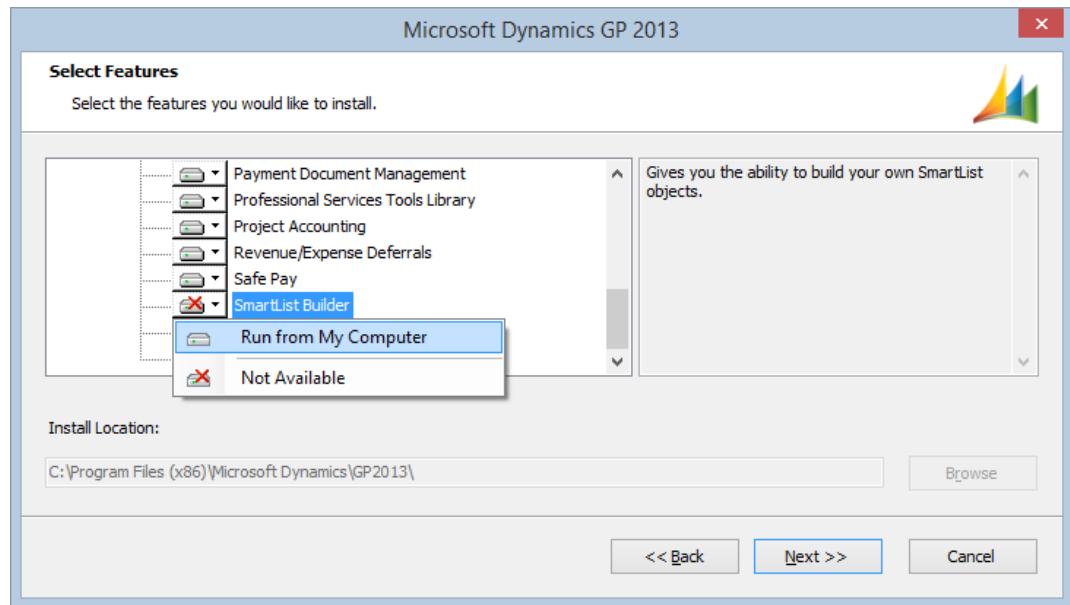 Microsoft Dynamics GP 2013
Select Features
Select the features you would like to install.
Payment Document Management
Professional Services Tools Library
Project Accounting
Revenue/Expense Deferrals
Safe Pay
SmartList Builder
Run from My Computer
Not Available
Gives you the ability to build your own SmartList
objects.
Install Location:
C:\Program Files (x86)\Microsoft Dynamics\GP2013\
Browse
<< Back
Next >>
Cancel